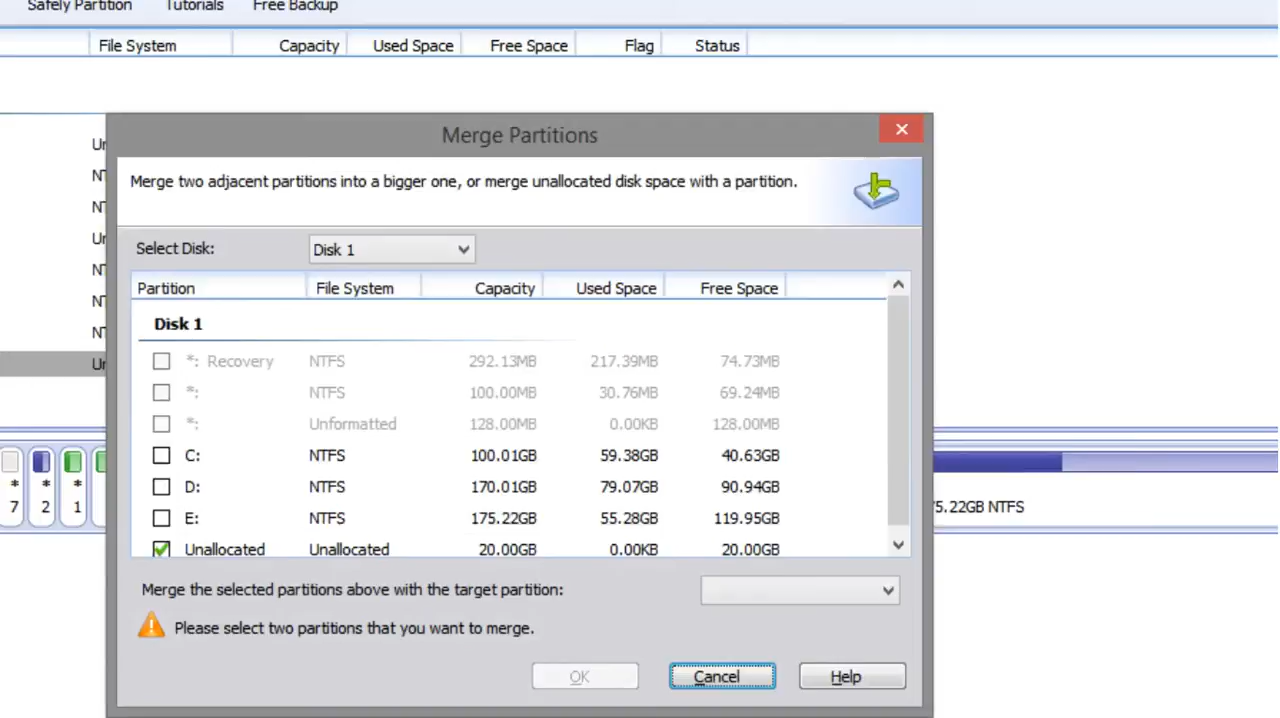 Safely Partition Tutorials Free Backup
File System Capacity Used Space Free Space Flag Status
Merge Partitions
Merge two adjacent partitions into a bigger one, or merge unallocated disk space with a partition.
Select Disk: Disk 1
Partition File System Capacity Used Space Free Space
Disk 1
*: Recovery NTFS 292.13MB 217.39MB 74.73MB
*: NTFS 100.00MB 30.76MB 69.24MB
*: Unformatted 128.00MB 0.00KB 128.00MB
C: NTFS 100.01GB 59.38GB 40.63GB
D: NTFS 170.01GB 79.07GB 90.94GB
E: NTFS 175.22GB 55.28GB 119.95GB
Unallocated Unallocated 20.00GB 0.00KB 20.00GB
* * *
7 2 1 5.22GB NTFS
Merge the selected partitions above with the target partition:
Please select two partitions that you want to merge.
OK Cancel Help